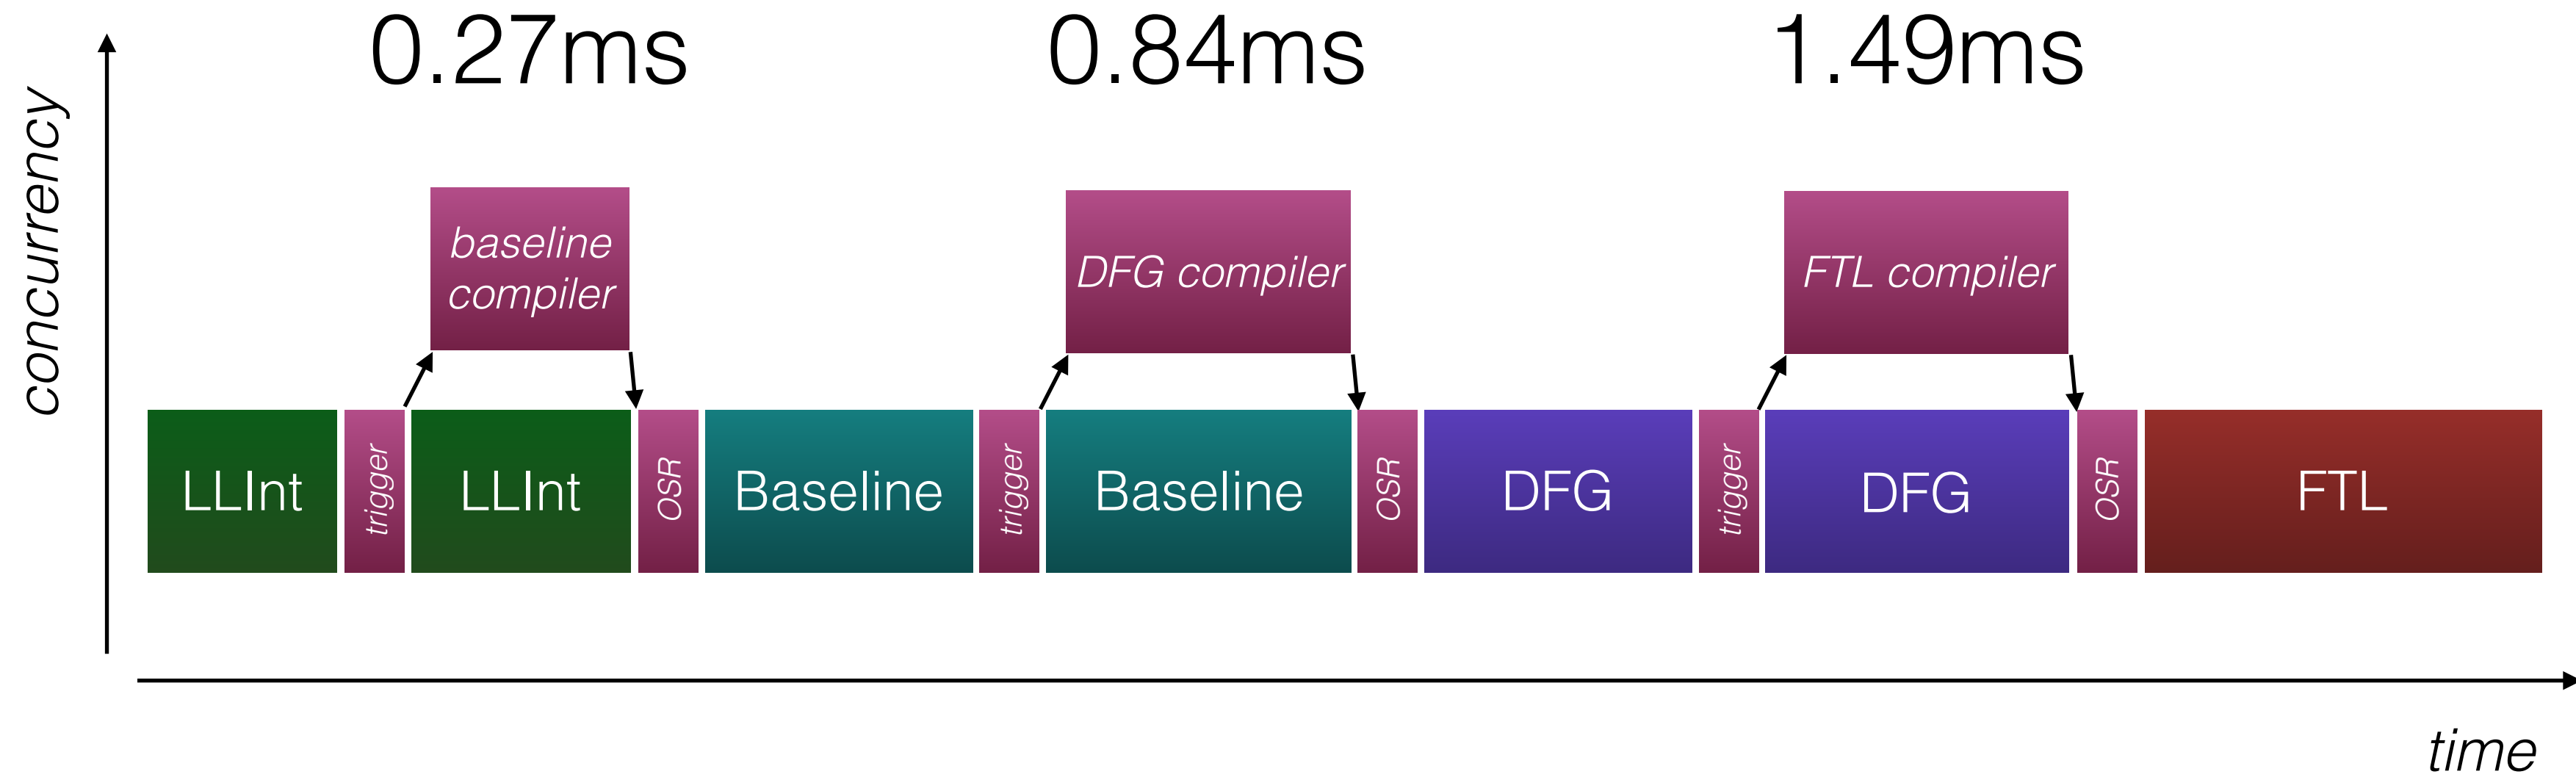 0.27ms
0.84ms
1.49ms
concurrency
baseline
compiler
DFG compiler
FTL compiler
LLInt
trigger
LLInt
OSR
Baseline
trigger
Baseline
OSR
DFG
trigger
DFG
OSR
FTL
time